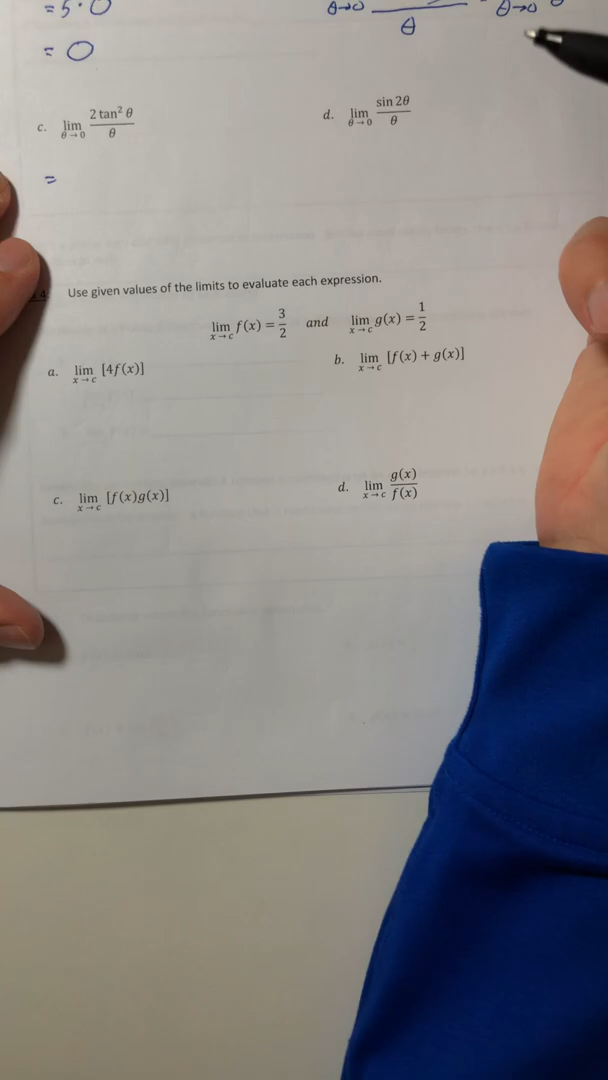 = 5 · 0
= 0
θ→0 θ θ→0 θ
c. lim θ→0 2 tan² θ / θ
d. lim θ→0 sin 2θ / θ
=
4 Use given values of the limits to evaluate each expression.
lim x→c f(x) = 3/2 and lim x→c g(x) = 1/2
a. lim x→c [4f(x)]
b. lim x→c [f(x) + g(x)]
c. lim x→c [f(x)g(x)]
d. lim x→c g(x)/f(x)